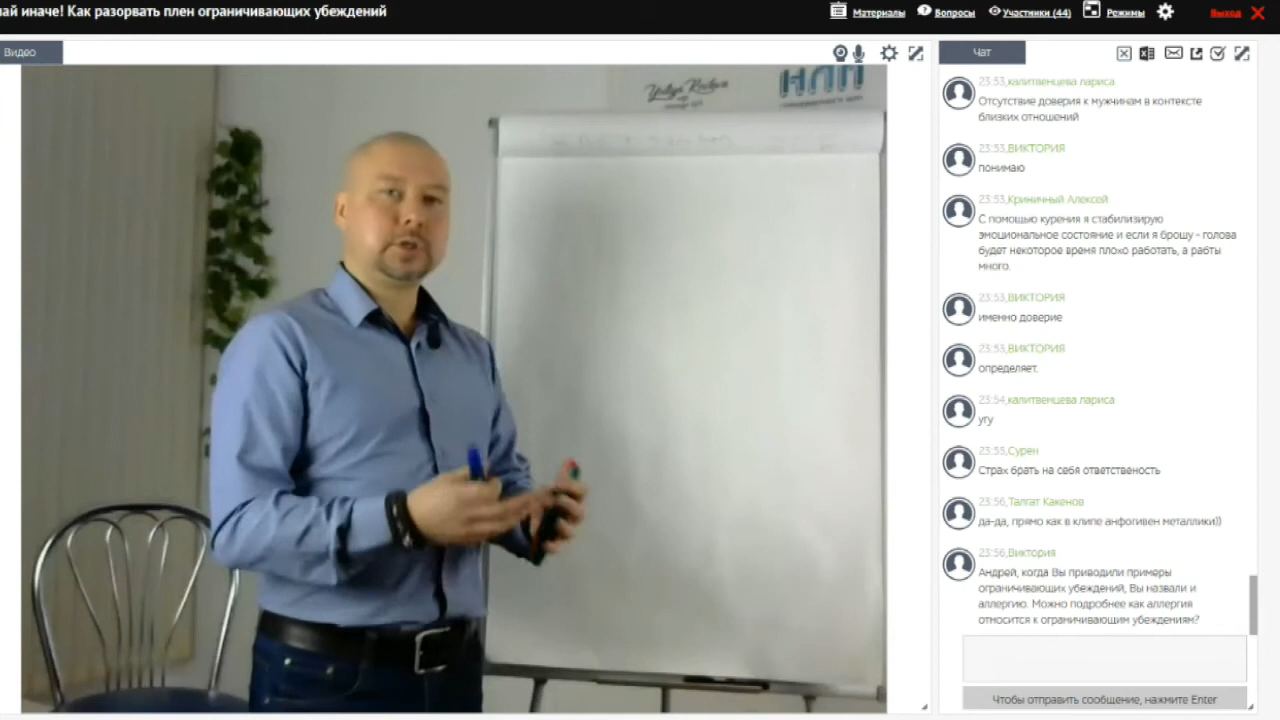 ай иначе! Как разорвать плен ограничивающих убеждений
Материалы
Вопросы
Участники (44)
Режимы
Выход
Видео
НЛП
Чат
23:53, калитвенцева лариса
Отсутствие доверия к мужчинам в контексте
близких отношений
23:53, ВИКТОРИЯ
понимаю
23:53, Криничный Алексей
С помощью курения я стабилизирую
эмоциональное состояние и если я брошу - голова
будет некоторое время плохо работать, а рабты
много.
23:53, ВИКТОРИЯ
именно доверие
23:53, ВИКТОРИЯ
определяет.
23:54, калитвенцева лариса
угу
23:55, Сурен
Страх брать на себя ответственость
23:56, Талгат Какенов
да-да, прямо как в клипе анфогивен металлики))
23:56, Виктория
Андрей, когда Вы приводили примеры
ограничивающих убеждений, Вы назвали и
аллергию. Можно подробнее как аллергия
относится к ограничивающим убеждениям?
Чтобы отправить сообщение, нажмите Enter